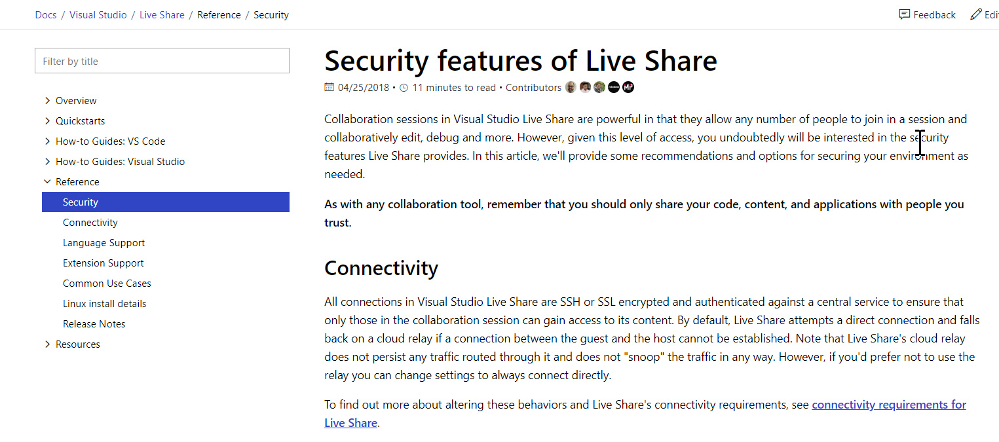 Docs / Visual Studio / Live Share / Reference / Security
Feedback
Edi
Filter by title
Overview
Quickstarts
How-to Guides: VS Code
How-to Guides: Visual Studio
Reference
Security
Connectivity
Language Support
Extension Support
Common Use Cases
Linux install details
Release Notes
Resources
Security features of Live Share
04/25/2018 • 11 minutes to read • Contributors MP
Collaboration sessions in Visual Studio Live Share are powerful in that they allow any number of people to join in a session and
collaboratively edit, debug and more. However, given this level of access, you undoubtedly will be interested in the security
features Live Share provides. In this article, we'll provide some recommendations and options for securing your environment as
needed.
As with any collaboration tool, remember that you should only share your code, content, and applications with people you
trust.
Connectivity
All connections in Visual Studio Live Share are SSH or SSL encrypted and authenticated against a central service to ensure that
only those in the collaboration session can gain access to its content. By default, Live Share attempts a direct connection and falls
back on a cloud relay if a connection between the guest and the host cannot be established. Note that Live Share's cloud relay
does not persist any traffic routed through it and does not "snoop" the traffic in any way. However, if you'd prefer not to use the
relay you can change settings to always connect directly.
To find out more about altering these behaviors and Live Share's connectivity requirements, see connectivity requirements for
Live Share.